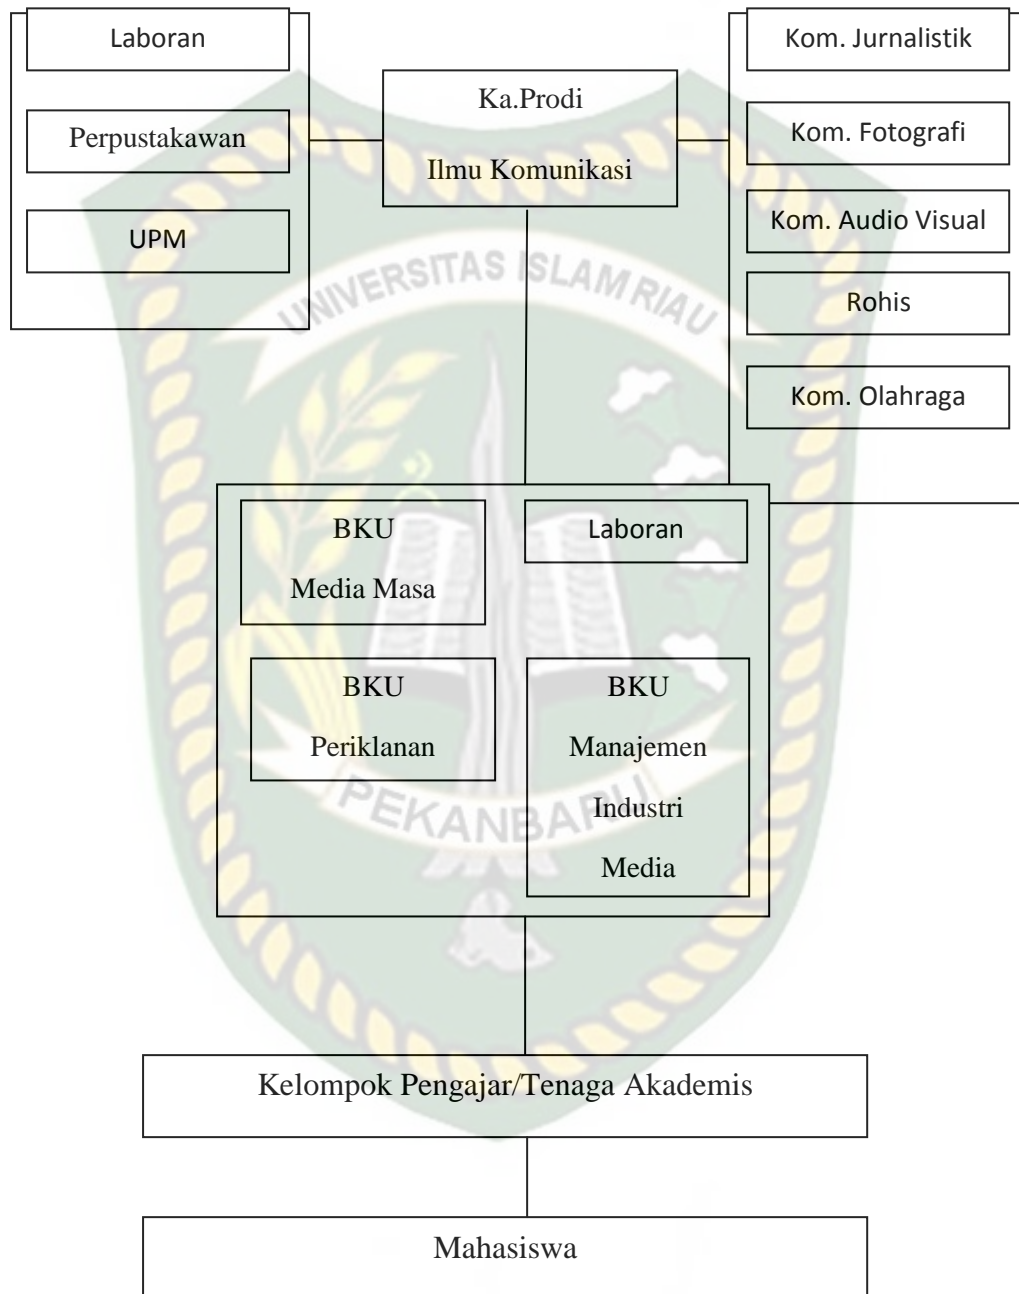 Laboran
Perpustakawan
UPM
Ka.Prodi
Ilmu Komunikasi
Kom. Jurnalistik
Kom. Fotografi
Kom. Audio Visual
Rohis
Kom. Olahraga
UNIVERSITAS ISLAM RIAU
BKU
Media Masa
Laboran
BKU
Periklanan
BKU
Manajemen
Industri
Media
PEKANBARU
Kelompok Pengajar/Tenaga Akademis
Mahasiswa